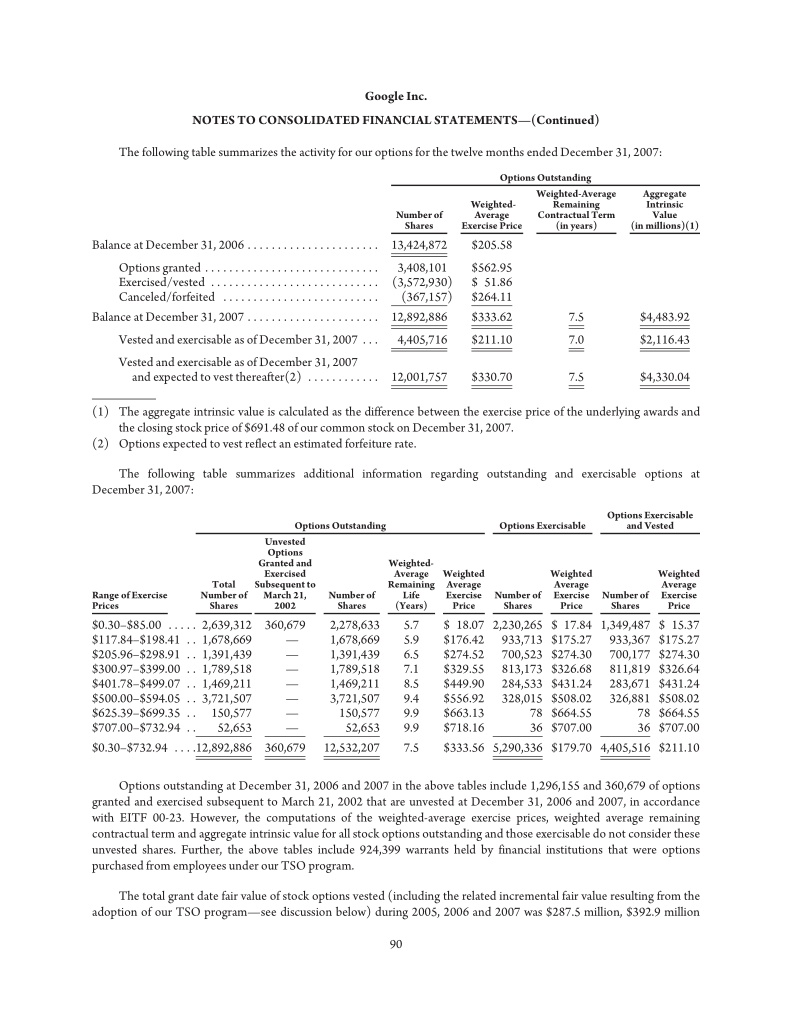 Google Inc.
NOTES TO CONSOLIDATED FINANCIAL STATEMENTS—(Continued)
The following table summarizes the activity for our options for the twelve months ended December 31, 2007:
Options Outstanding
Number of Shares Weighted-Average Exercise Price Weighted-Average Remaining Contractual Term (in years) Aggregate Intrinsic Value (in millions)(1)
Balance at December 31, 2006 . . . . . . . . . . . . . . . . . . . . . . 13,424,872 $205.58
Options granted . . . . . . . . . . . . . . . . . . . . . . . . . . . . . 3,408,101 $562.95
Exercised/vested . . . . . . . . . . . . . . . . . . . . . . . . . . . . (3,572,930) $ 51.86
Canceled/forfeited . . . . . . . . . . . . . . . . . . . . . . . . . . (367,157) $264.11
Balance at December 31, 2007 . . . . . . . . . . . . . . . . . . . . . . 12,892,886 $333.62 7.5 $4,483.92
Vested and exercisable as of December 31, 2007 . . . 4,405,716 $211.10 7.0 $2,116.43
Vested and exercisable as of December 31, 2007
and expected to vest thereafter(2) . . . . . . . . . . . . 12,001,757 $330.70 7.5 $4,330.04
(1) The aggregate intrinsic value is calculated as the difference between the exercise price of the underlying awards and
the closing stock price of $691.48 of our common stock on December 31, 2007.
(2) Options expected to vest reflect an estimated forfeiture rate.
The following table summarizes additional information regarding outstanding and exercisable options at
December 31, 2007:
Options Outstanding Options Exercisable Options Exercisable and Vested
Range of Exercise Prices Total Number of Shares Unvested Options Granted and Exercised Subsequent to March 21, 2002 Number of Shares Weighted-Average Remaining Life (Years) Weighted Average Exercise Price Number of Shares Weighted Average Exercise Price Number of Shares Weighted Average Exercise Price
$0.30–$85.00 . . . . . 2,639,312 360,679 2,278,633 5.7 $ 18.07 2,230,265 $ 17.84 1,349,487 $ 15.37
$117.84–$198.41 . . 1,678,669 — 1,678,669 5.9 $176.42 933,713 $175.27 933,367 $175.27
$205.96–$298.91 . . 1,391,439 — 1,391,439 6.5 $274.52 700,523 $274.30 700,177 $274.30
$300.97–$399.00 . . 1,789,518 — 1,789,518 7.1 $329.55 813,173 $326.68 811,819 $326.64
$401.78–$499.07 . . 1,469,211 — 1,469,211 8.5 $449.90 284,533 $431.24 283,671 $431.24
$500.00–$594.05 . . 3,721,507 — 3,721,507 9.4 $556.92 328,015 $508.02 326,881 $508.02
$625.39–$699.35 . . 150,577 — 150,577 9.9 $663.13 78 $664.55 78 $664.55
$707.00–$732.94 . . 52,653 — 52,653 9.9 $718.16 36 $707.00 36 $707.00
$0.30–$732.94 . . . . 12,892,886 360,679 12,532,207 7.5 $333.56 5,290,336 $179.70 4,405,516 $211.10
Options outstanding at December 31, 2006 and 2007 in the above tables include 1,296,155 and 360,679 of options
granted and exercised subsequent to March 21, 2002 that are unvested at December 31, 2006 and 2007, in accordance
with EITF 00-23. However, the computations of the weighted-average exercise prices, weighted average remaining
contractual term and aggregate intrinsic value for all stock options outstanding and those exercisable do not consider these
unvested shares. Further, the above tables include 924,399 warrants held by financial institutions that were options
purchased from employees under our TSO program.
The total grant date fair value of stock options vested (including the related incremental fair value resulting from the
adoption of our TSO program—see discussion below) during 2005, 2006 and 2007 was $287.5 million, $392.9 million
90